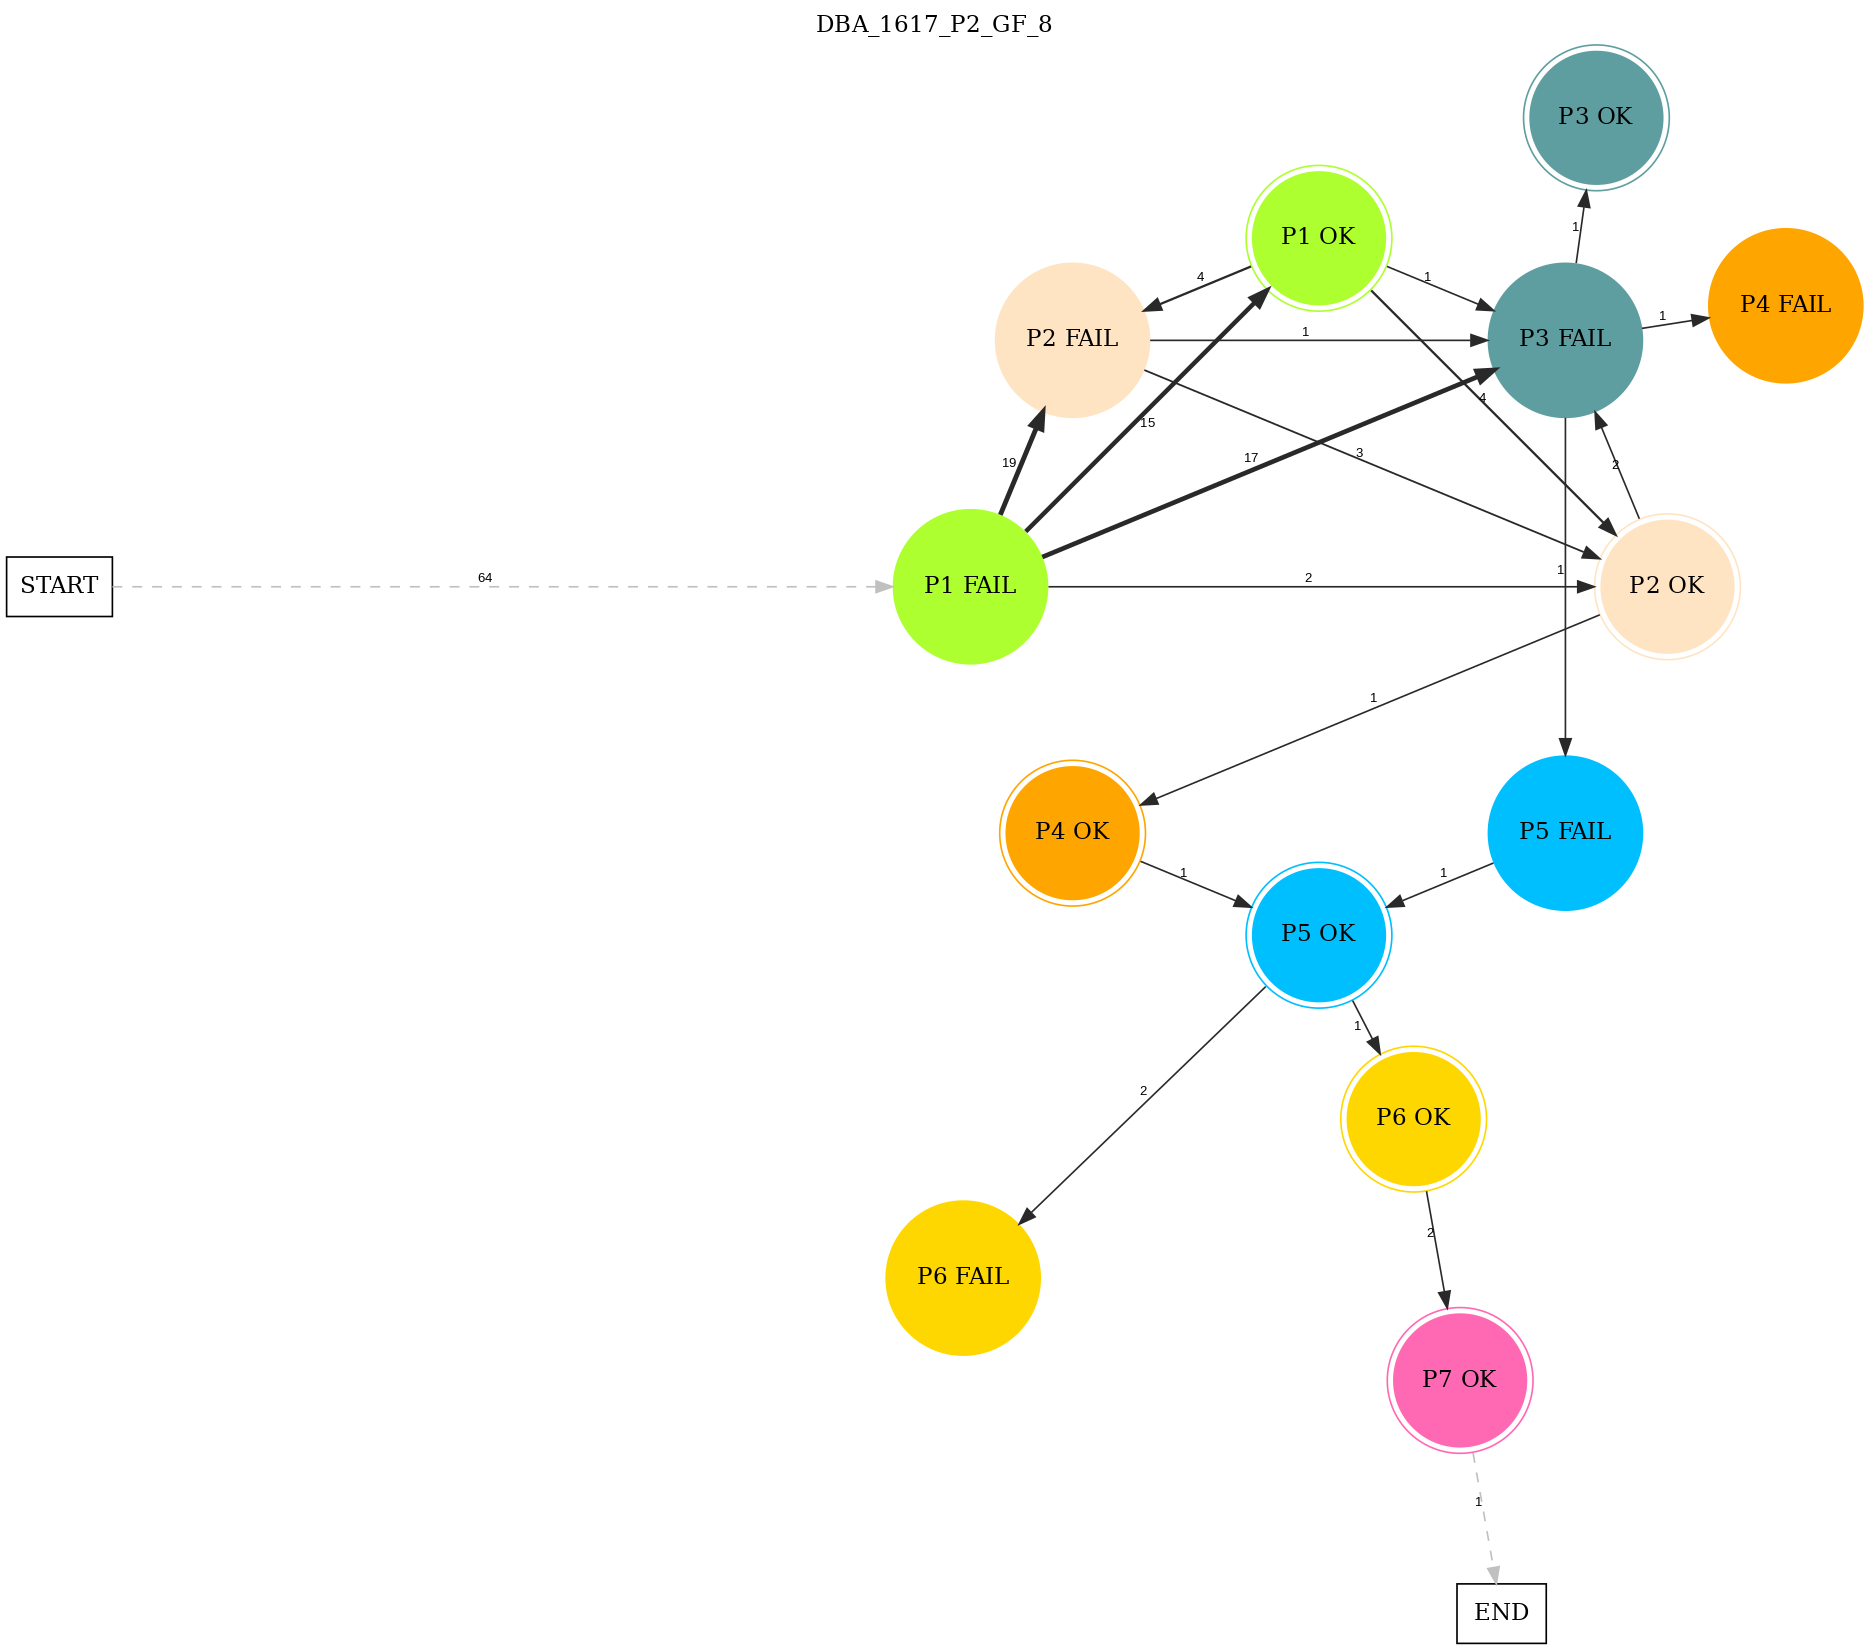 DBA_1617_P2_GF_8
P3 OK
1
P1 OK
4
1
P4 FAIL
1
P2 FAIL
1
P3 FAIL
4
15
3
17
19
2
START
64
P1 FAIL
2
1
P2 OK
1
P4 OK
P5 FAIL
1
1
P5 OK
1
2
P6 OK
2
P6 FAIL
P7 OK
1
END